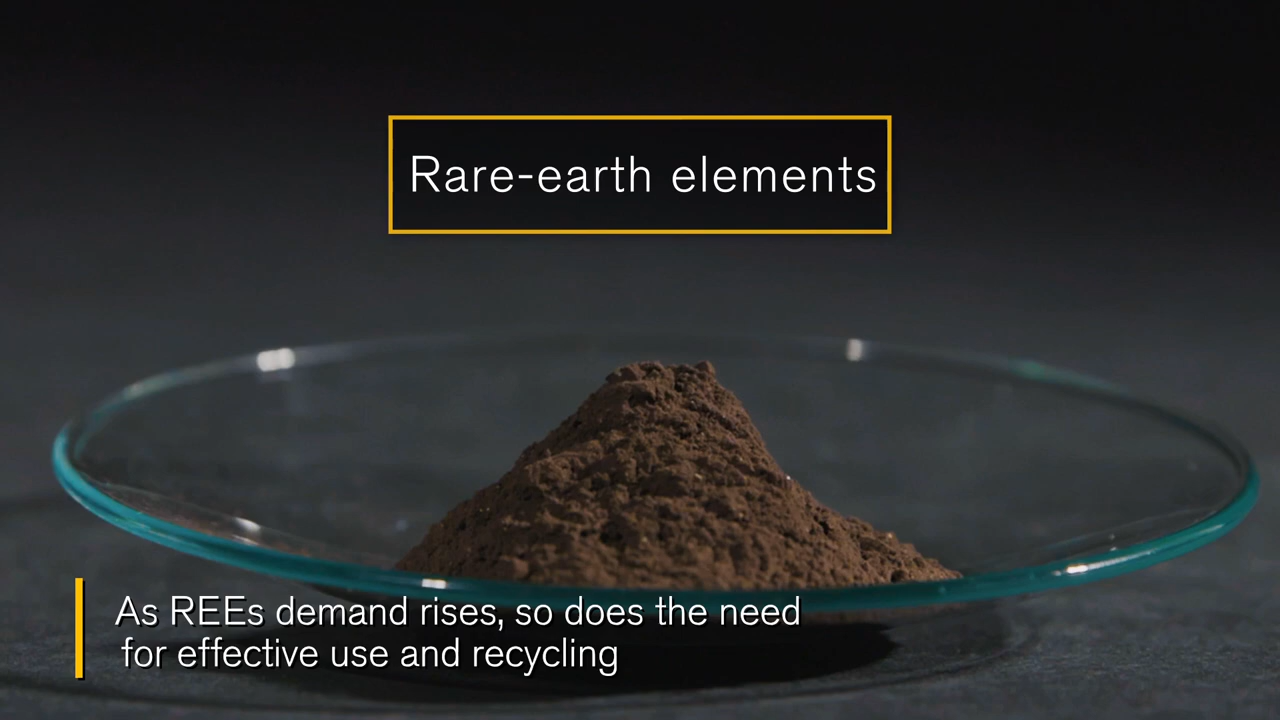 Rare-earth elements
As REEs demand rises, so does the need
for effective use and recycling